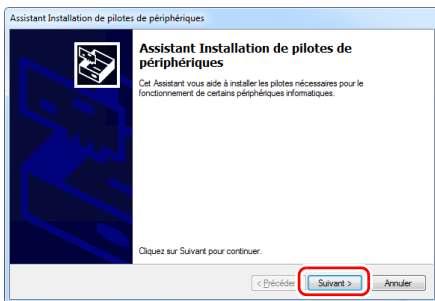 Assistant Installation de pilotes de périphériques
Assistant Installation de pilotes de
périphériques
Cet Assistant vous aide à installer les pilotes nécessaires pour le
fonctionnement de certains périphériques informatiques.
Cliquez sur Suivant pour continuer.
< Précédent Suivant > Annuler